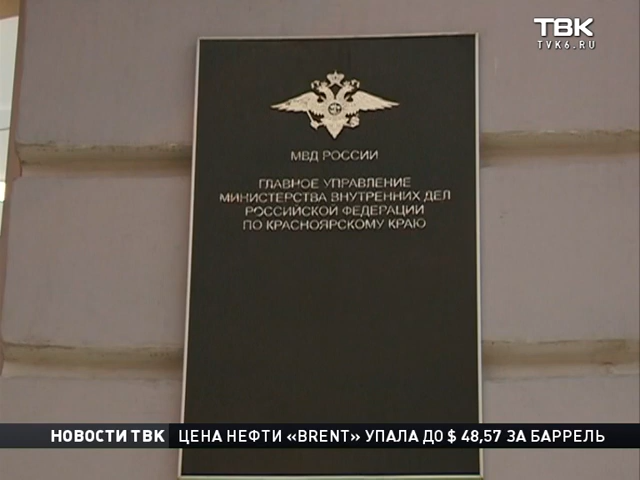 ТВК
TVK6.RU
МВД РОССИИ
ГЛАВНОЕ УПРАВЛЕНИЕ
МИНИСТЕРСТВА ВНУТРЕННИХ ДЕЛ
РОССИЙСКОЙ ФЕДЕРАЦИИ
ПО КРАСНОЯРСКОМУ КРАЮ
НОВОСТИ ТВК ЦЕНА НЕФТИ «BRENT» УПАЛА ДО $ 48,57 ЗА БАРРЕЛЬ